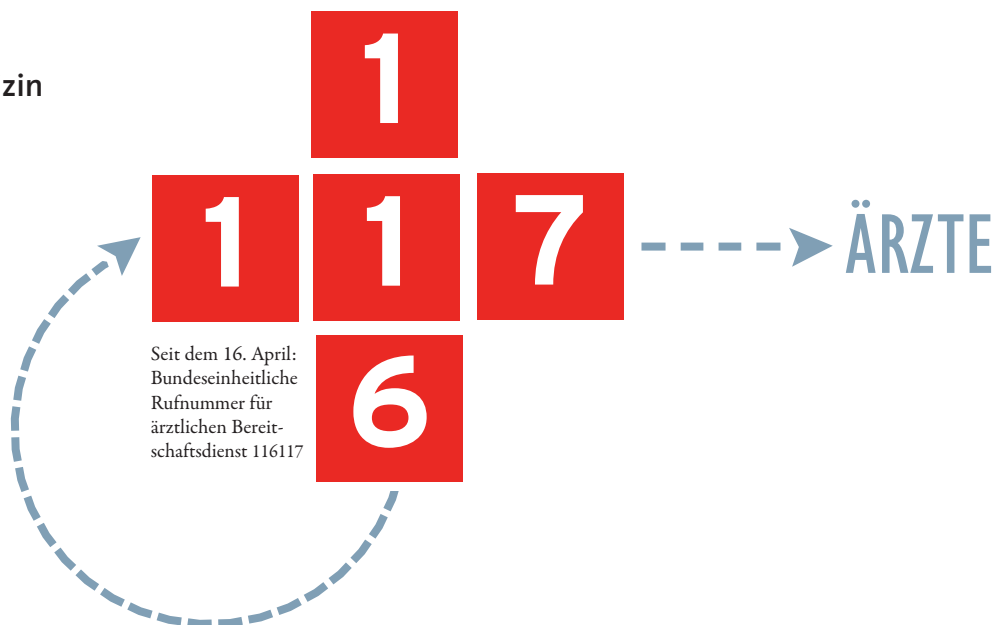 zin
1
1 1 7
ÄRZTE
Seit dem 16. April:
Bundeseinheitliche
Rufnummer für
ärztlichen Bereit-
schaftsdienst 116117
6